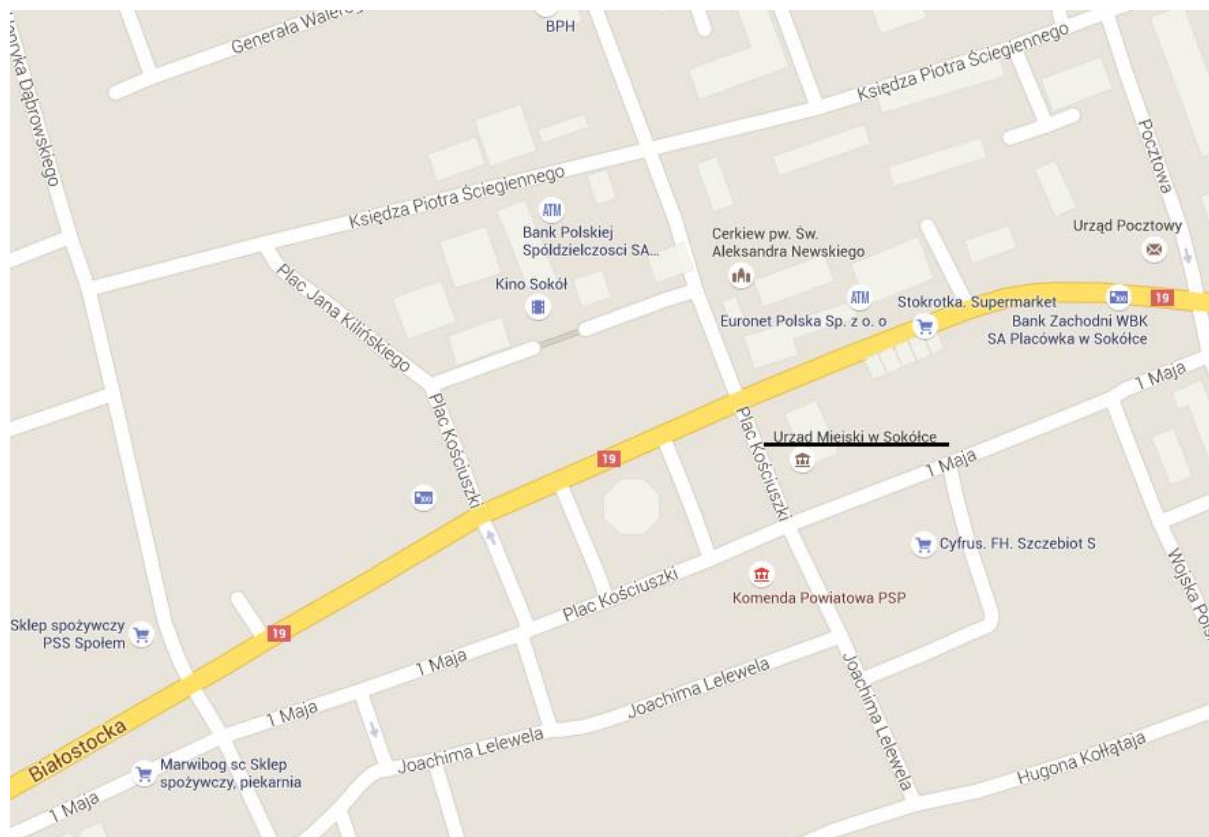 Generała Walerego
BPH
Henryka Dąbrowskiego
Księdza Piotra Ściegiennego
Pocztowa
Księdza Piotra Ściegiennego
ATM
Bank Polskiej
Spółdzielczosci SA...
Cerkiew pw. Św.
Aleksandra Newskiego
Urząd Pocztowy
Plac Jana Kilińskiego
Kino Sokół
ATM
Euronet Polska Sp. z o. o
Stokrotka. Supermarket
19
Bank Zachodni WBK
SA Placówka w Sokółce
1 Maja
Plac Kościuszki
Plac Kościuszki
Urzad Miejski w Sokółce
19
1 Maja
Cyfrus. FH. Szczebiot S
Plac Kościuszki
Komenda Powiatowa PSP
Wojska
Sklep spożywczy
PSS Społem
19
1 Maja
Joachima Lelewela
Joachima Lelewela
1 Maja
Białostocka
Joachima Lelewela
Hugona Kołłątaja
Marwibog sc Sklep
spożywczy, piekarnia
1 Maja